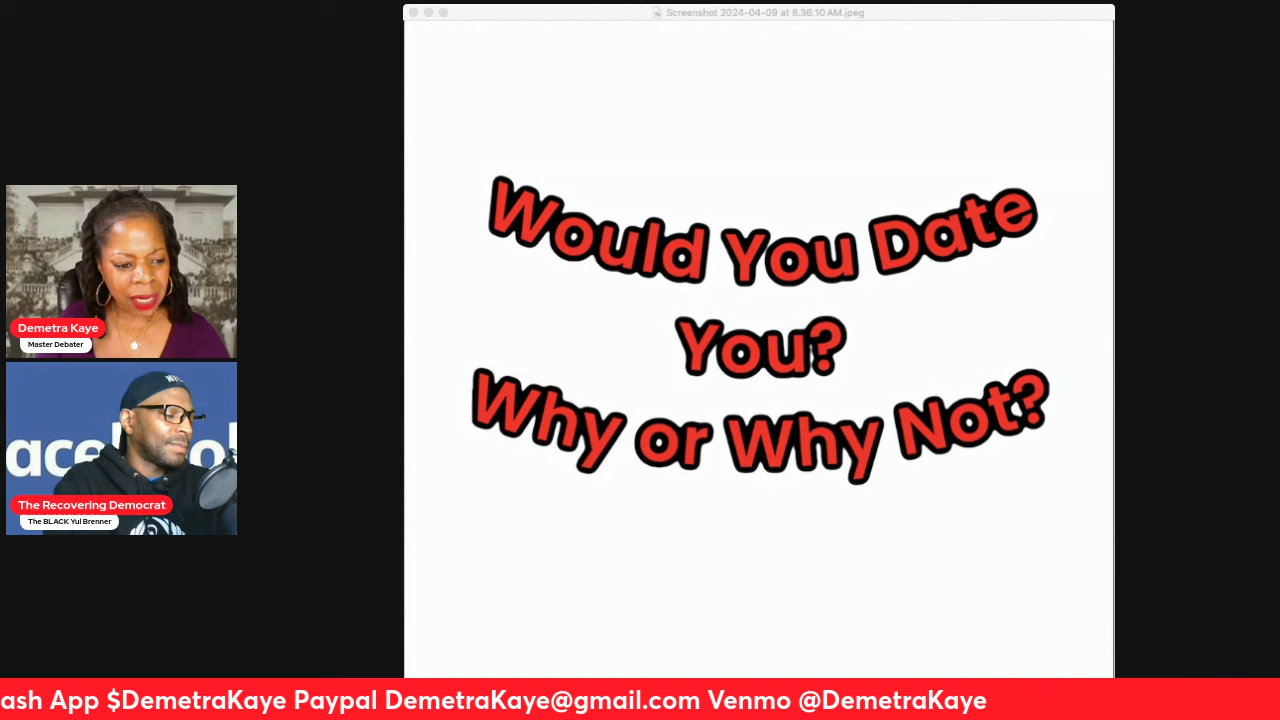 Screenshot 2024-04-09 at 8.36.10 AM.jpeg
Would You Date
You?
Why or Why Not?
Demetra Kaye
Master Debater
The Recovering Democrat
The BLACK Yul Brenner
ash App $DemetraKaye Paypal DemetraKaye@gmail.com Venmo @DemetraKaye